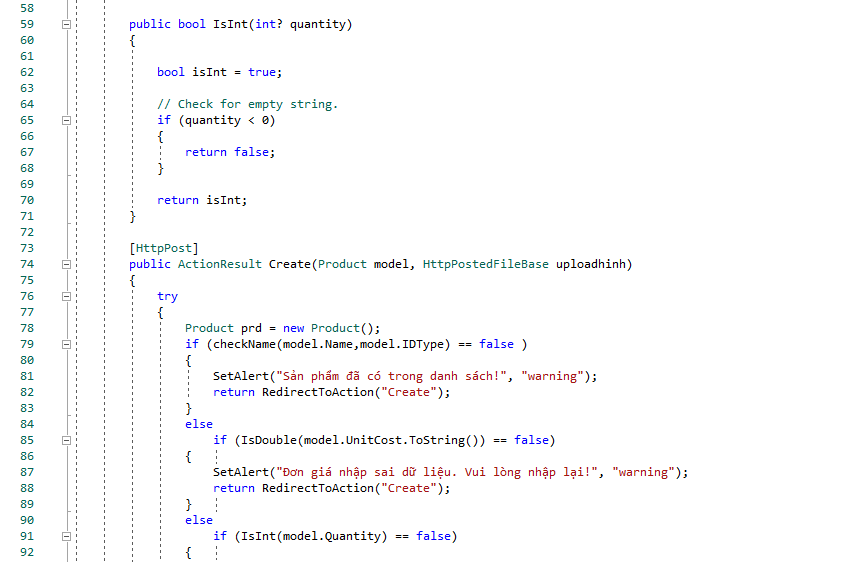 58
59 public bool IsInt(int? quantity)
60 {
61
62 bool isInt = true;
63
64 // Check for empty string.
65 if (quantity < 0)
66 {
67 return false;
68 }
69
70 return isInt;
71 }
72
73 [HttpPost]
74 public ActionResult Create(Product model, HttpPostedFileBase uploadhinh)
75 {
76 try
77 {
78 Product prd = new Product();
79 if (checkName(model.Name,model.IDType) == false )
80 {
81 SetAlert("Sản phẩm đã có trong danh sách!", "warning");
82 return RedirectToAction("Create");
83 }
84 else
85 if (IsDouble(model.UnitCost.ToString()) == false)
86 {
87 SetAlert("Đơn giá nhập sai dữ liệu. Vui lòng nhập lại!", "warning");
88 return RedirectToAction("Create");
89 }
90 else
91 if (IsInt(model.Quantity) == false)
92 {